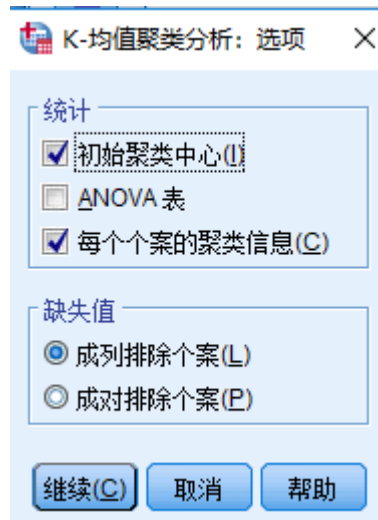 K-均值聚类分析：选项
统计
初始聚类中心(I)
ANOVA 表
每个个案的聚类信息(C)
缺失值
成列排除个案(L)
成对排除个案(P)
继续(C) 取消 帮助